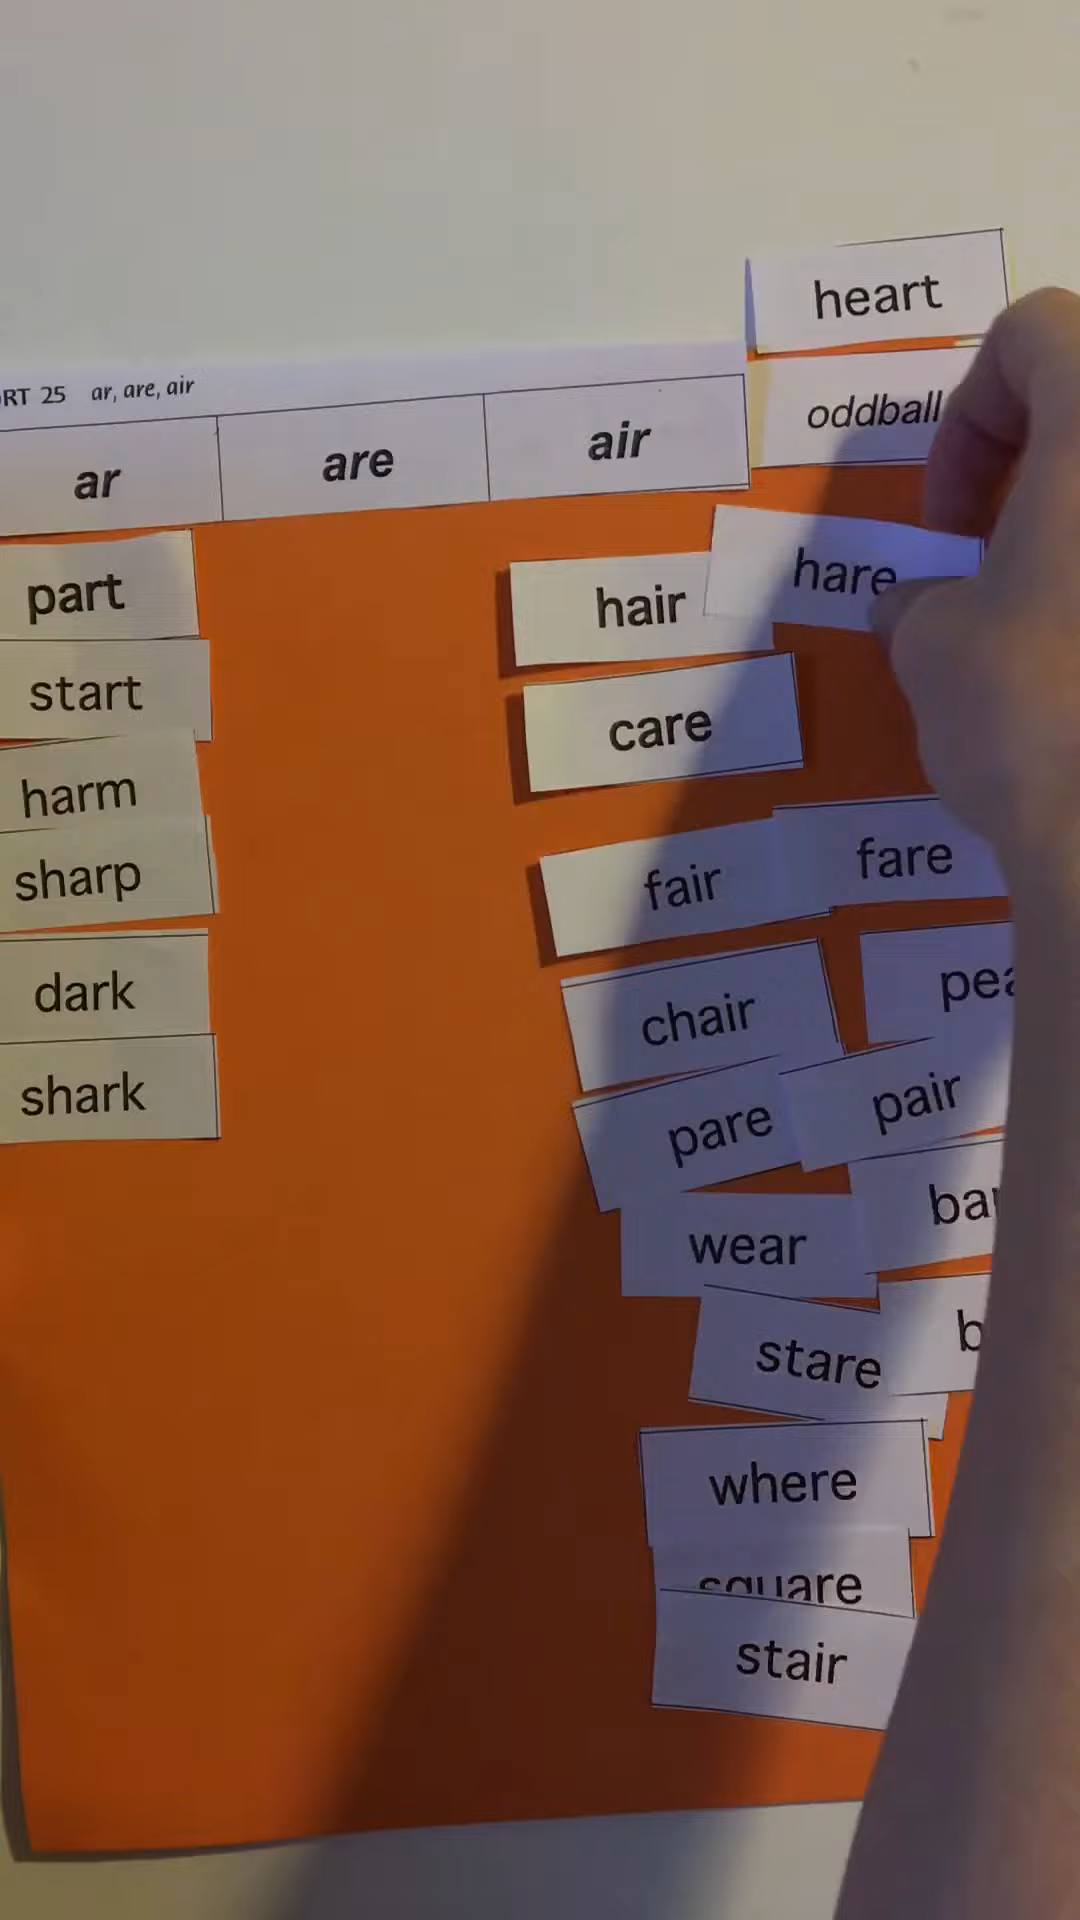 heart
oddball
RT 25 ar, are, air
ar are air
part
start
harm
sharp
dark
shark
hair hare
care
fair fare
chair
pare pair
wear
stare
where
square
stair